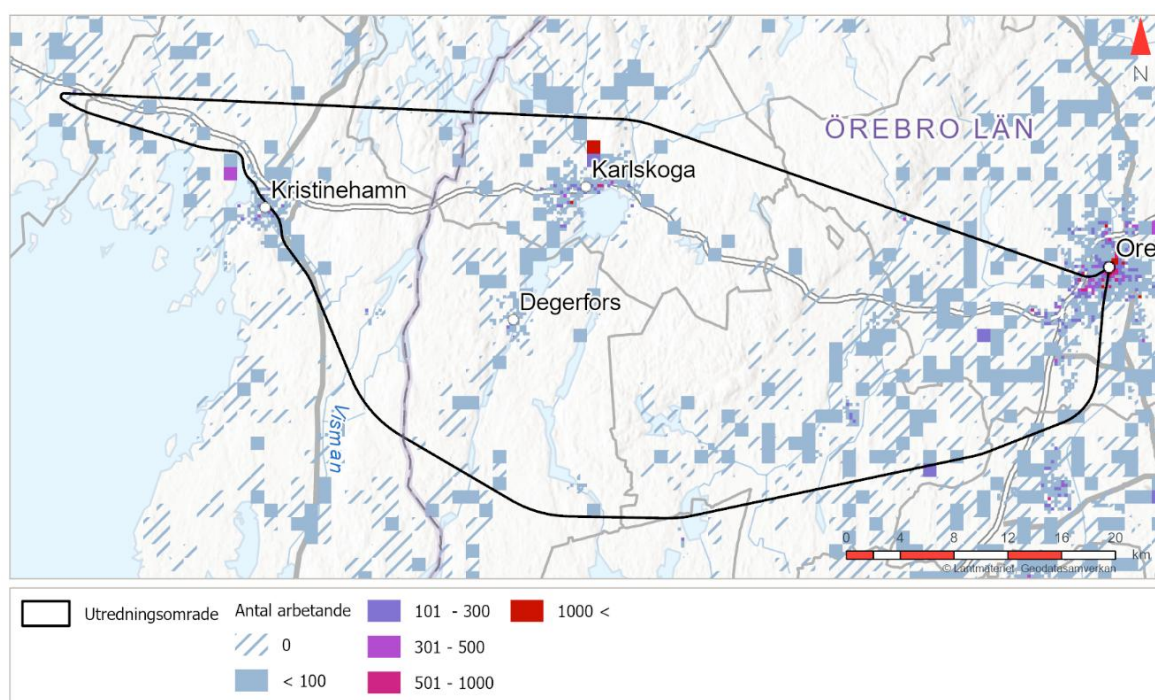 N
ÖREBRO LÄN
Karlskoga
Kristinehamn
Ore
Degerfors
Visman
0 4 8 12 16 20
km
© Lantmäteriet, Geodatasamverkan
Utredningsomrade
Antal arbetande
0
< 100
101 - 300
301 - 500
501 - 1000
1000 <